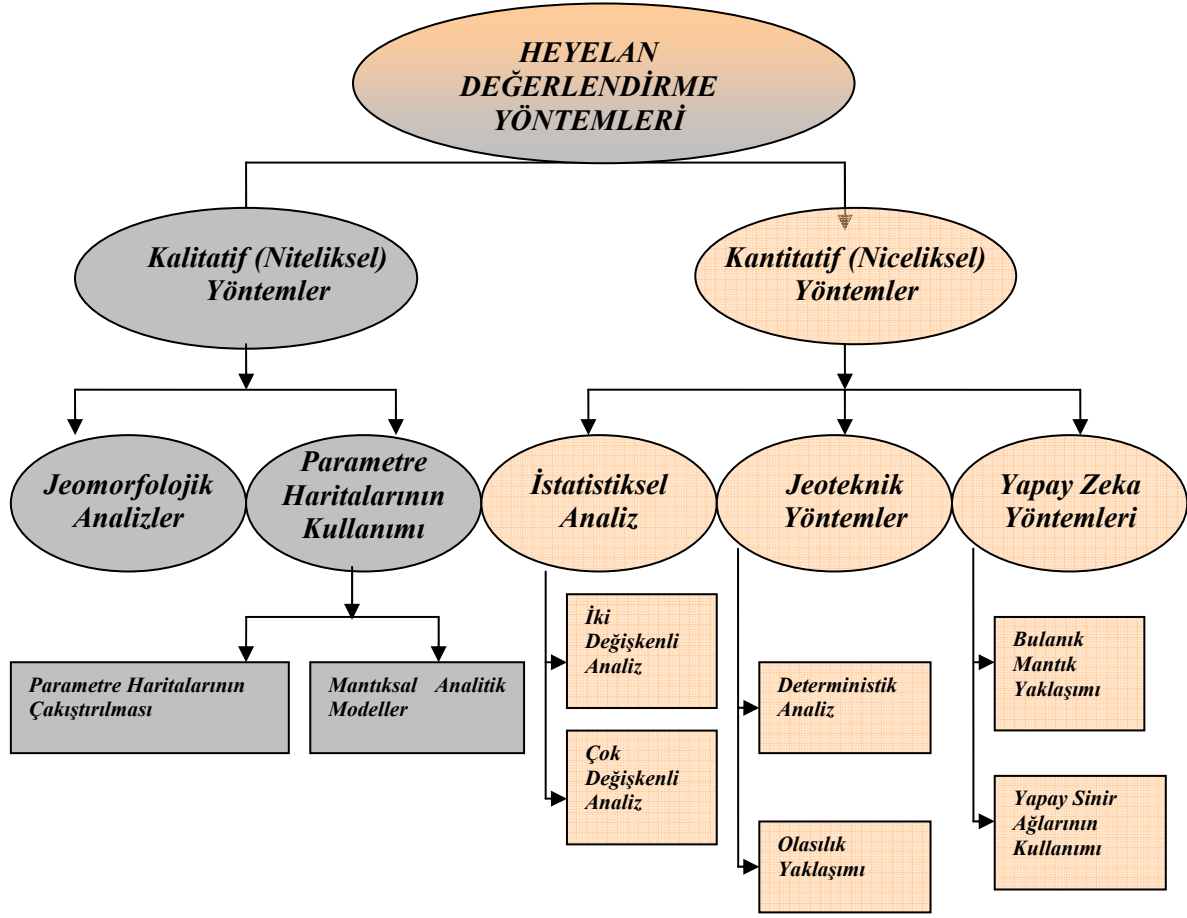 HEYELAN
DEĞERLENDİRME
YÖNTEMLERİ
Kalitatif (Niteliksel)
Yöntemler
Kantitatif (Niceliksel)
Yöntemler
Jeomorfolojik
Analizler
Parametre
Haritalarının
Kullanımı
İstatistiksel
Analiz
Jeoteknik
Yöntemler
Yapay Zeka
Yöntemleri
Parametre Haritalarının
Çakıştırılması
Mantıksal Analitik
Modeller
İki
Değişkenli
Analiz
Çok
Değişkenli
Analiz
Deterministik
Analiz
Olasılık
Yaklaşımı
Bulanık
Mantık
Yaklaşımı
Yapay Sinir
Ağlarının
Kullanımı